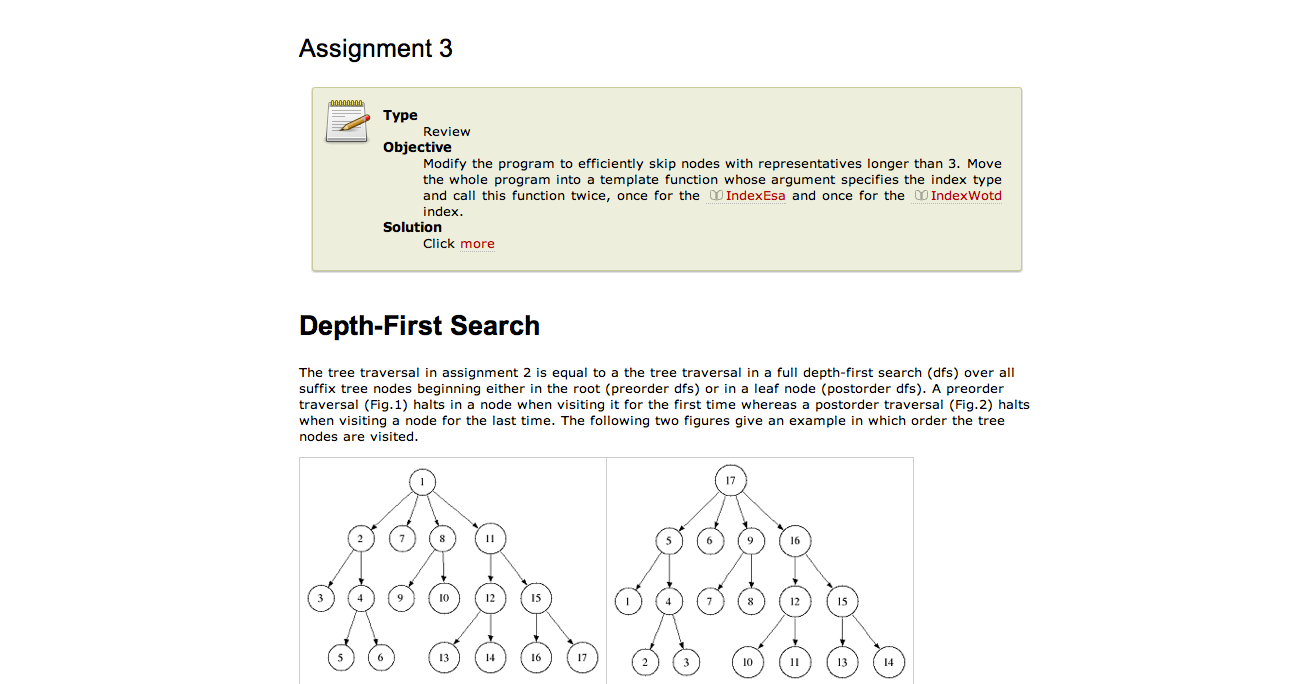 Assignment 3
Type
Review
Objective
Modify the program to efficiently skip nodes with representatives longer than 3. Move
the whole program into a template function whose argument specifies the index type
and call this function twice, once for the IndexEsa and once for the IndexWotd
index.
Solution
Click more
Depth-First Search
The tree traversal in assignment 2 is equal to a the tree traversal in a full depth-first search (dfs) over all
suffix tree nodes beginning either in the root (preorder dfs) or in a leaf node (postorder dfs). A preorder
traversal (Fig.1) halts in a node when visiting it for the first time whereas a postorder traversal (Fig.2) halts
when visiting a node for the last time. The following two figures give an example in which order the tree
nodes are visited.
1
2 7 8 11
3 4 9 10 12 15
5 6 13 14 16 17
17
5 6 9 16
1 4 7 8 12 15
2 3 10 11 13 14